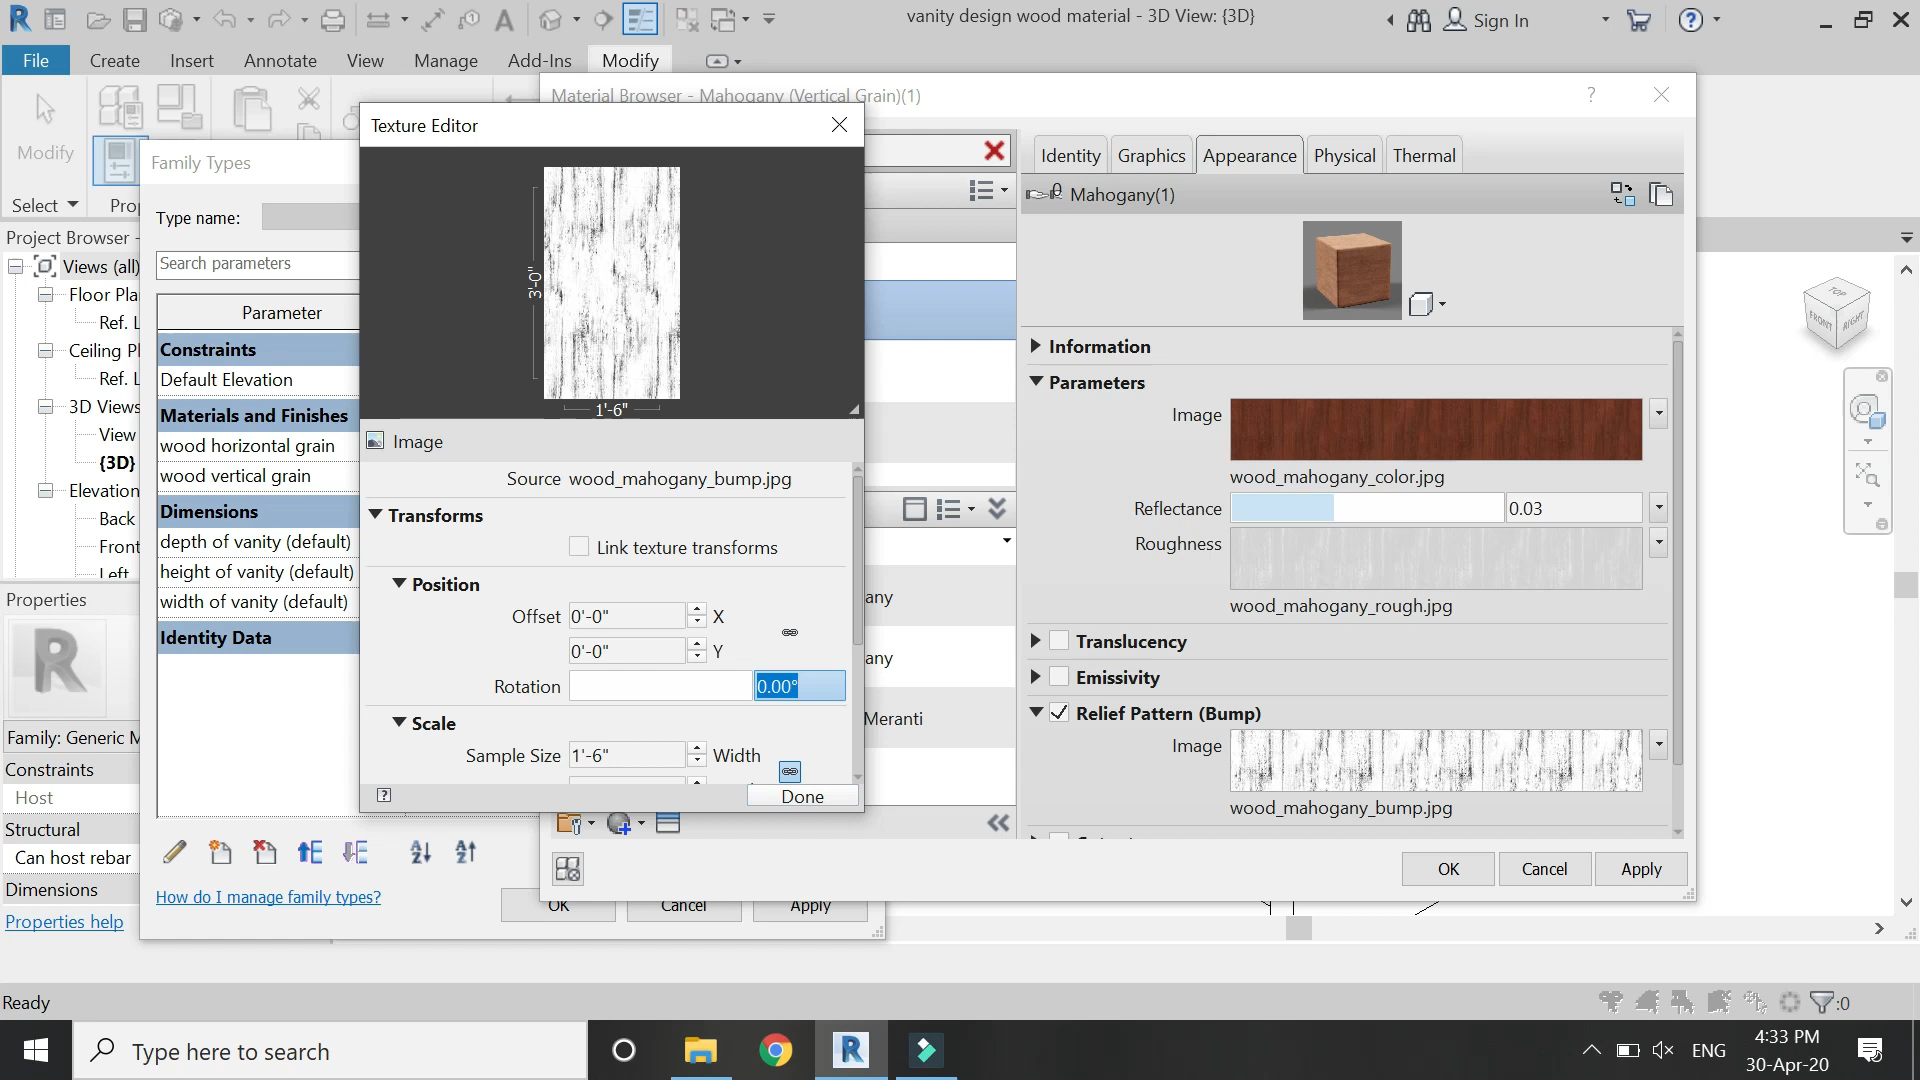 vanity design wood material - 3D View: {3D}
Sign In
File
Create
Insert
Annotate
View
Manage
Add-Ins
Modify
Modify
Select
Material Browser - Mahogany (Vertical Grain)(1)
Texture Editor
Family Types
Type name:
Search parameters
Parameter
Constraints
Default Elevation
Materials and Finishes
wood horizontal grain
wood vertical grain
Dimensions
depth of vanity (default)
height of vanity (default)
width of vanity (default)
Identity Data
How do I manage family types?
OK
Cancel
Apply
Project Browser -
Views (all)
Floor Pla
Ref. L
Ceiling Pl
Ref. L
3D Views
View
{3D}
Elevation
Back
Front
Left
Properties
Family: Generic M
Constraints
Host
Structural
Can host rebar
Dimensions
Properties help
3'-0"
1'-6"
Image
Source wood_mahogany_bump.jpg
Transforms
Link texture transforms
Position
Offset 0'-0" X
0'-0" Y
Rotation 0.00°
Scale
Sample Size 1'-6" Width
Done
any
any
Meranti
Identity
Graphics
Appearance
Physical
Thermal
0 Mahogany(1)
Information
Parameters
Image
wood_mahogany_color.jpg
Reflectance 0.03
Roughness
wood_mahogany_rough.jpg
Translucency
Emissivity
Relief Pattern (Bump)
Image
wood_mahogany_bump.jpg
OK
Cancel
Apply
TOP
FRONT
RIGHT
Ready
:0
Type here to search
ENG
4:33 PM
30-Apr-20